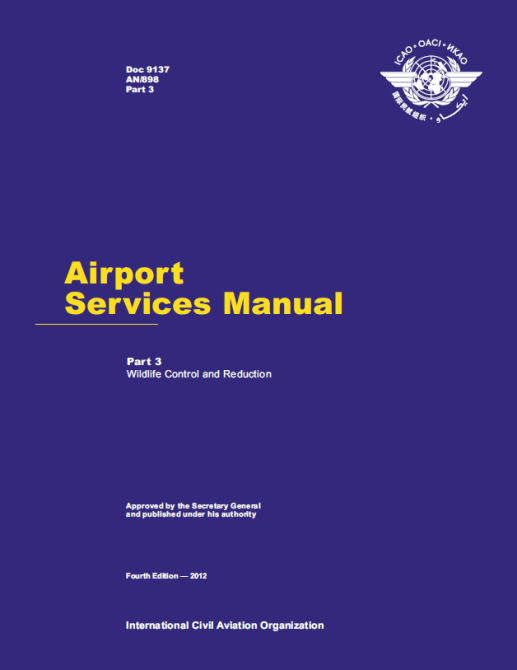 Doc 9137
AN/898
Part 3
ICAO • OACI • ИКАО
国际民航组织 • إيكاو
Airport
Services Manual
Part 3
Wildlife Control and Reduction
Approved by the Secretary General
and published under his authority
Fourth Edition — 2012
International Civil Aviation Organization